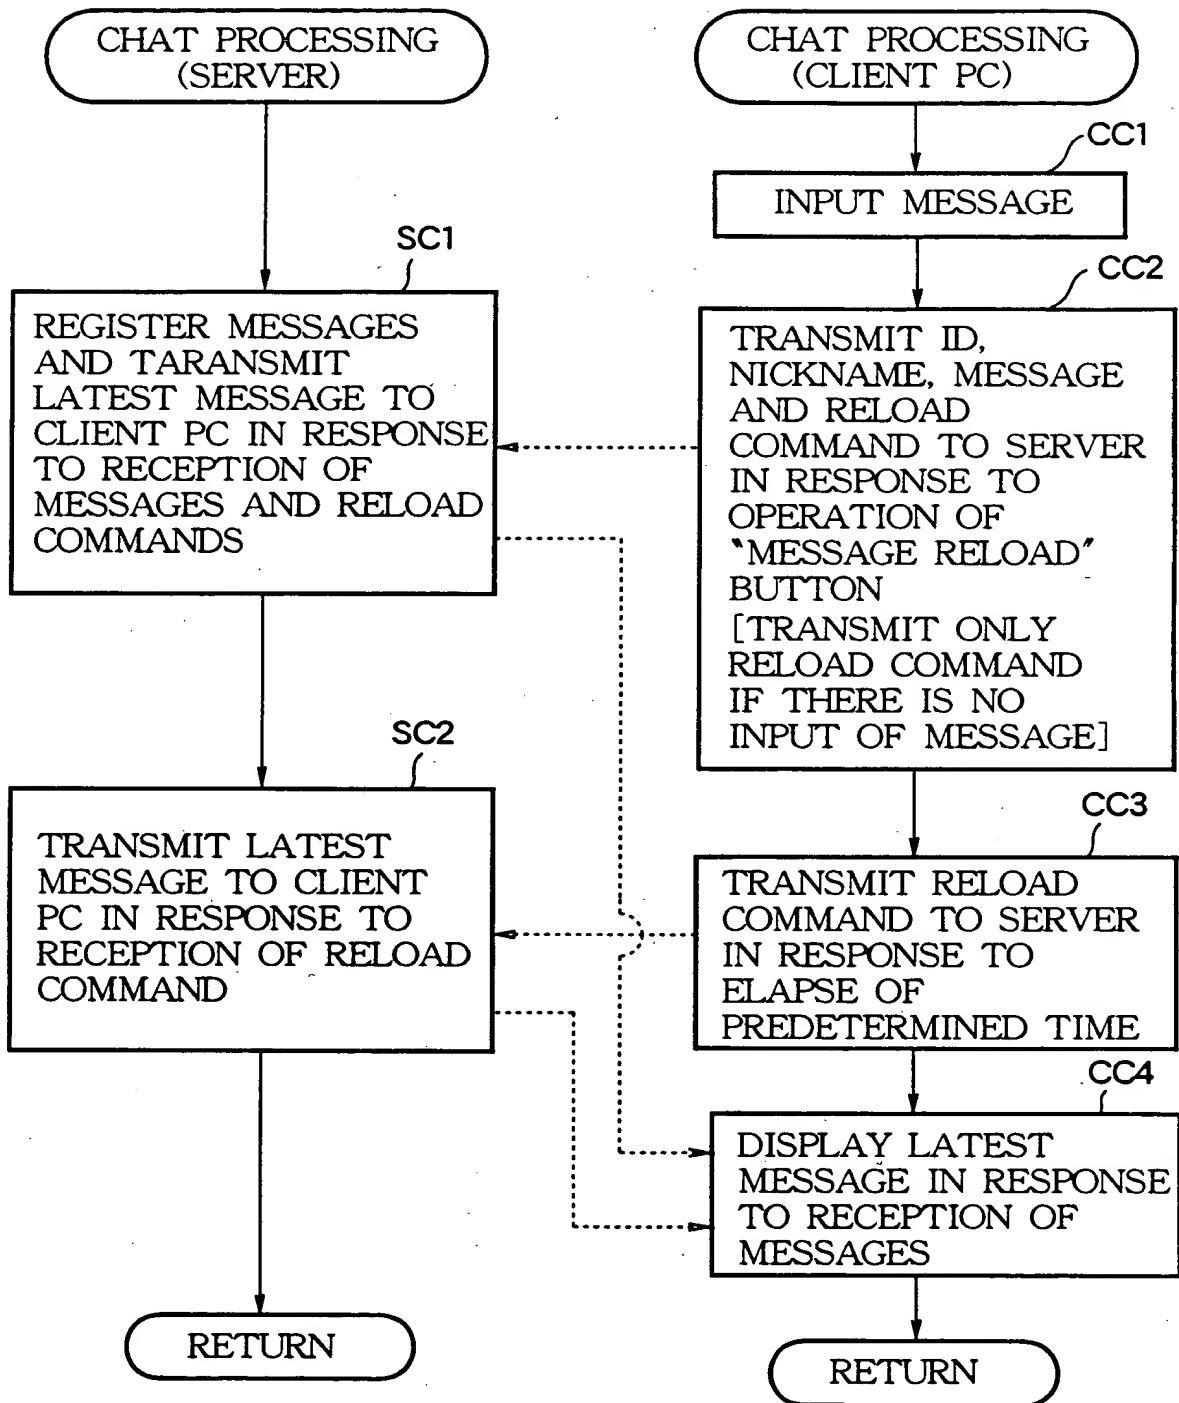 CHAT PROCESSING
(SERVER)
SC1
REGISTER MESSAGES
AND TARANSMIT
LATEST MESSAGE TO
CLIENT PC IN RESPONSE
TO RECEPTION OF
MESSAGES AND RELOAD
COMMANDS
SC2
TRANSMIT LATEST
MESSAGE TO CLIENT
PC IN RESPONSE TO
RECEPTION OF RELOAD
COMMAND
RETURN
CHAT PROCESSING
(CLIENT PC)
CC1
INPUT MESSAGE
CC2
TRANSMIT ID,
NICKNAME, MESSAGE
AND RELOAD
COMMAND TO SERVER
IN RESPONSE TO
OPERATION OF
"MESSAGE RELOAD"
BUTTON
[TRANSMIT ONLY
RELOAD COMMAND
IF THERE IS NO
INPUT OF MESSAGE]
CC3
TRANSMIT RELOAD
COMMAND TO SERVER
IN RESPONSE TO
ELAPSE OF
PREDETERMINED TIME
CC4
DISPLAY LATEST
MESSAGE IN RESPONSE
TO RECEPTION OF
MESSAGES
RETURN